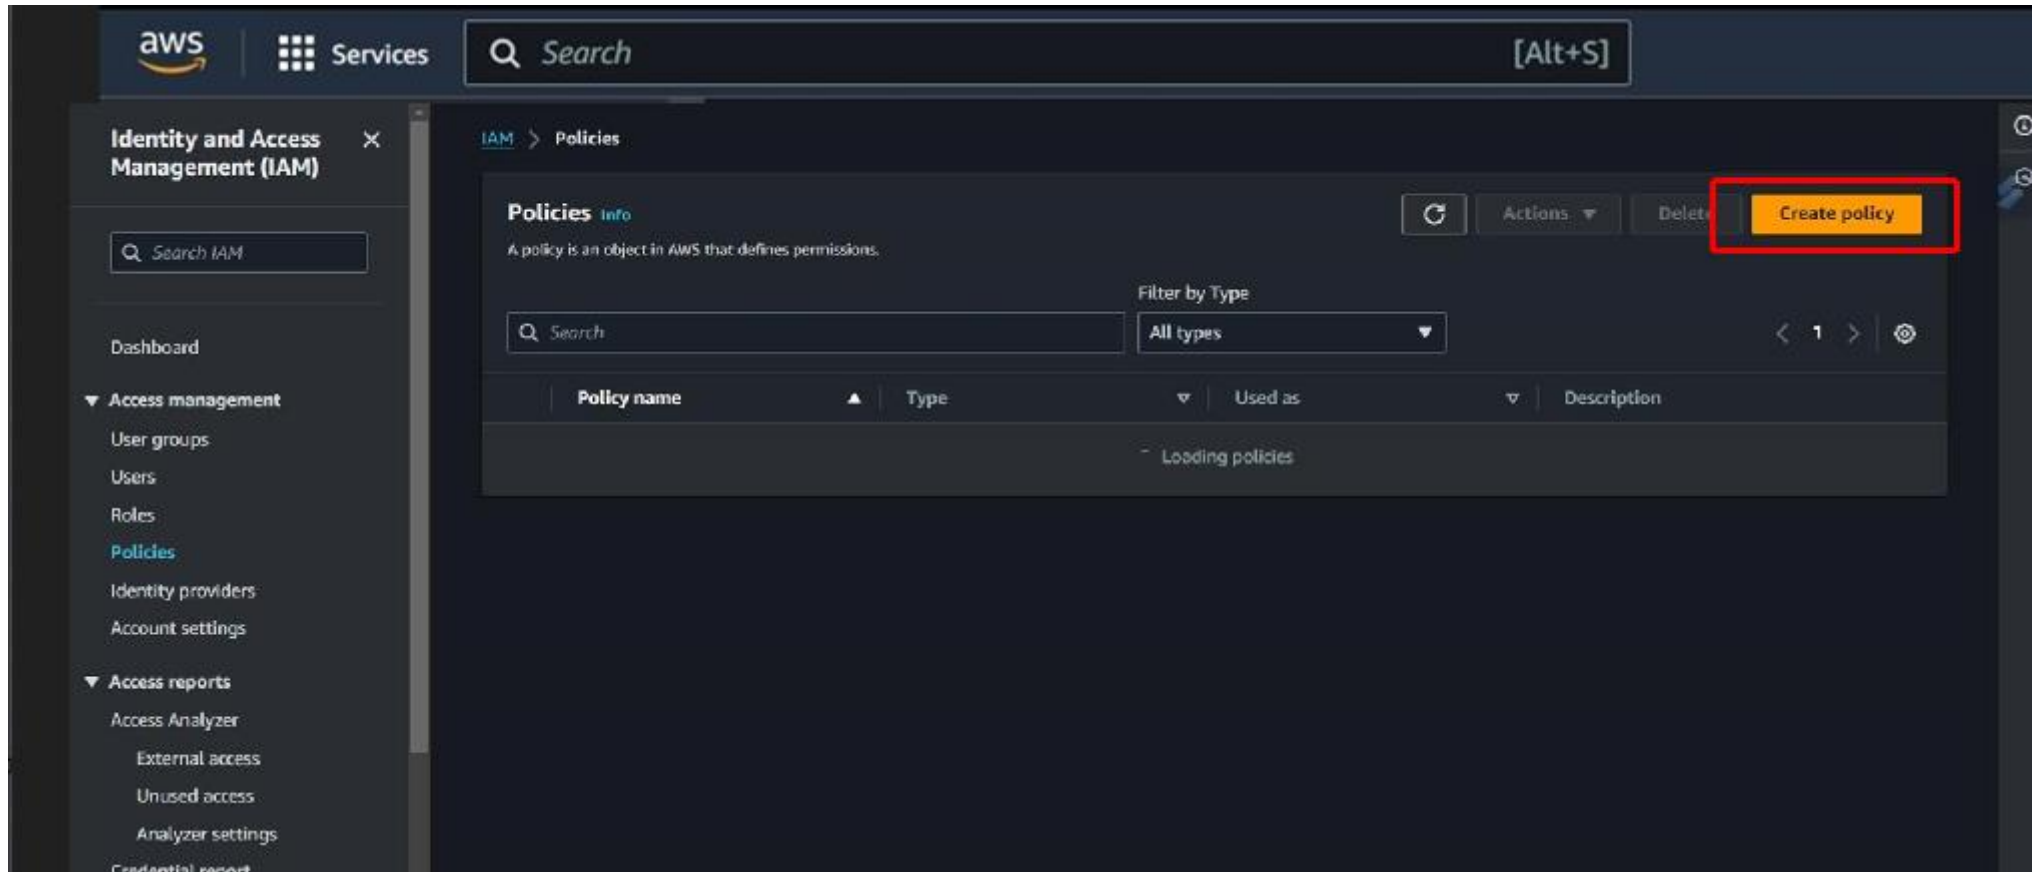 aws
Services
Search
[Alt+S]
Identity and Access
Management (IAM)
Search IAM
Dashboard
Access management
User groups
Users
Roles
Policies
Identity providers
Account settings
Access reports
Access Analyzer
External access
Unused access
Analyzer settings
Credential report
IAM > Policies
Policies Info
A policy is an object in AWS that defines permissions.
Actions
Delete
Create policy
Filter by Type
Search
All types
1
Policy name
Type
Used as
Description
Loading policies